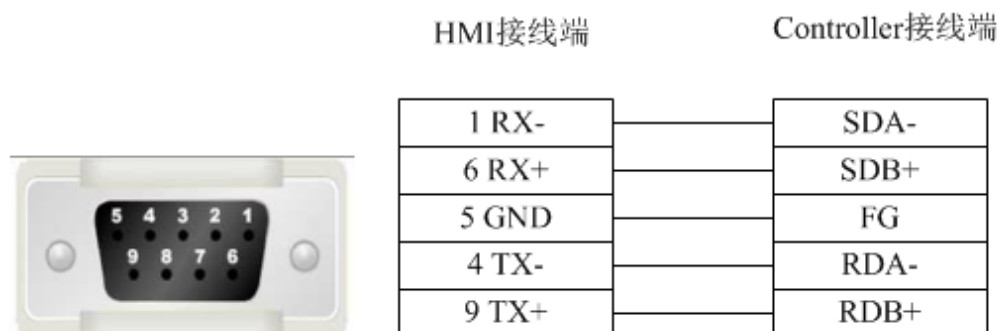 HMI接线端 Controller接线端
1 RX- SDA-
6 RX+ SDB+
5 GND FG
4 TX- RDA-
9 TX+ RDB+
5 4 3 2 1
9 8 7 6